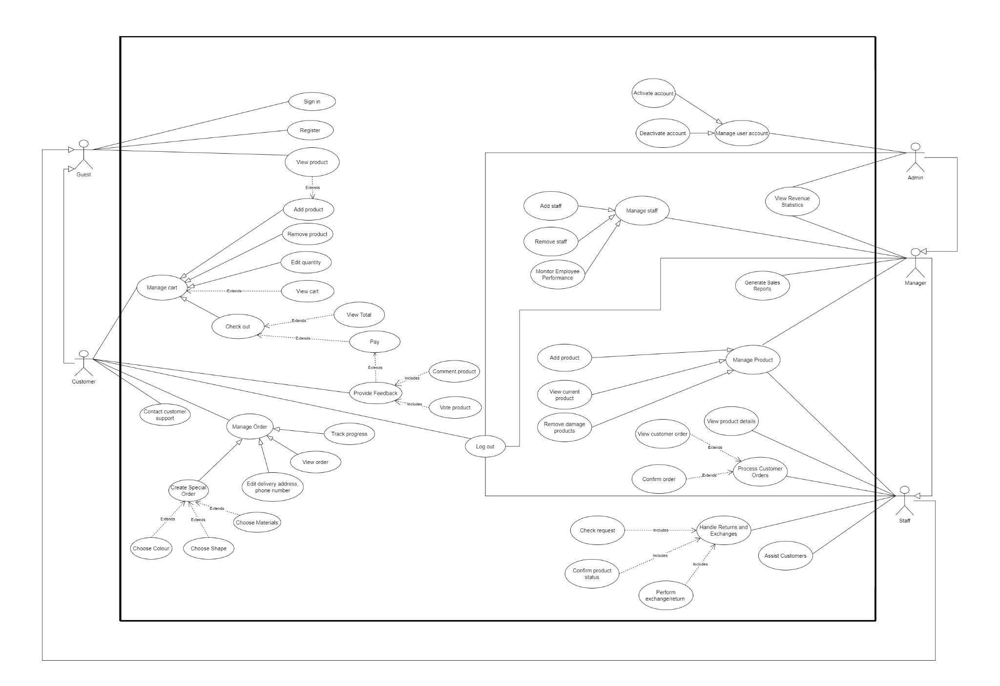 Sign in
Register
View product
Guest
Extends
Add product
Remove product
Edit quantity
Manage cart
Extends
View cart
Check out
Extends
View Total
Extends
Pay
Extends
Customer
Provide Feedback
Includes
Comment product
Includes
Vote product
Contact customer
support
Manage Order
Track progress
View order
Edit delivery address,
phone number
Create Special
Order
Extends
Extends
Extends
Choose Materials
Choose Colour
Choose Shape
Log out
Activate account
Deactivate account
Manage user account
Admin
View Revenue
Statistics
Add staff
Manage staff
Remove staff
Monitor Employee
Performance
Generate Sales
Reports
Manager
Add product
Manage Product
View current
product
Remove damage
products
View product details
View customer order
Extends
Process Customer
Orders
Confirm order
Extends
Staff
Check request
Includes
Handle Returns and
Exchanges
Confirm product
status
Includes
Includes
Perform
exchange/return
Assist Customers